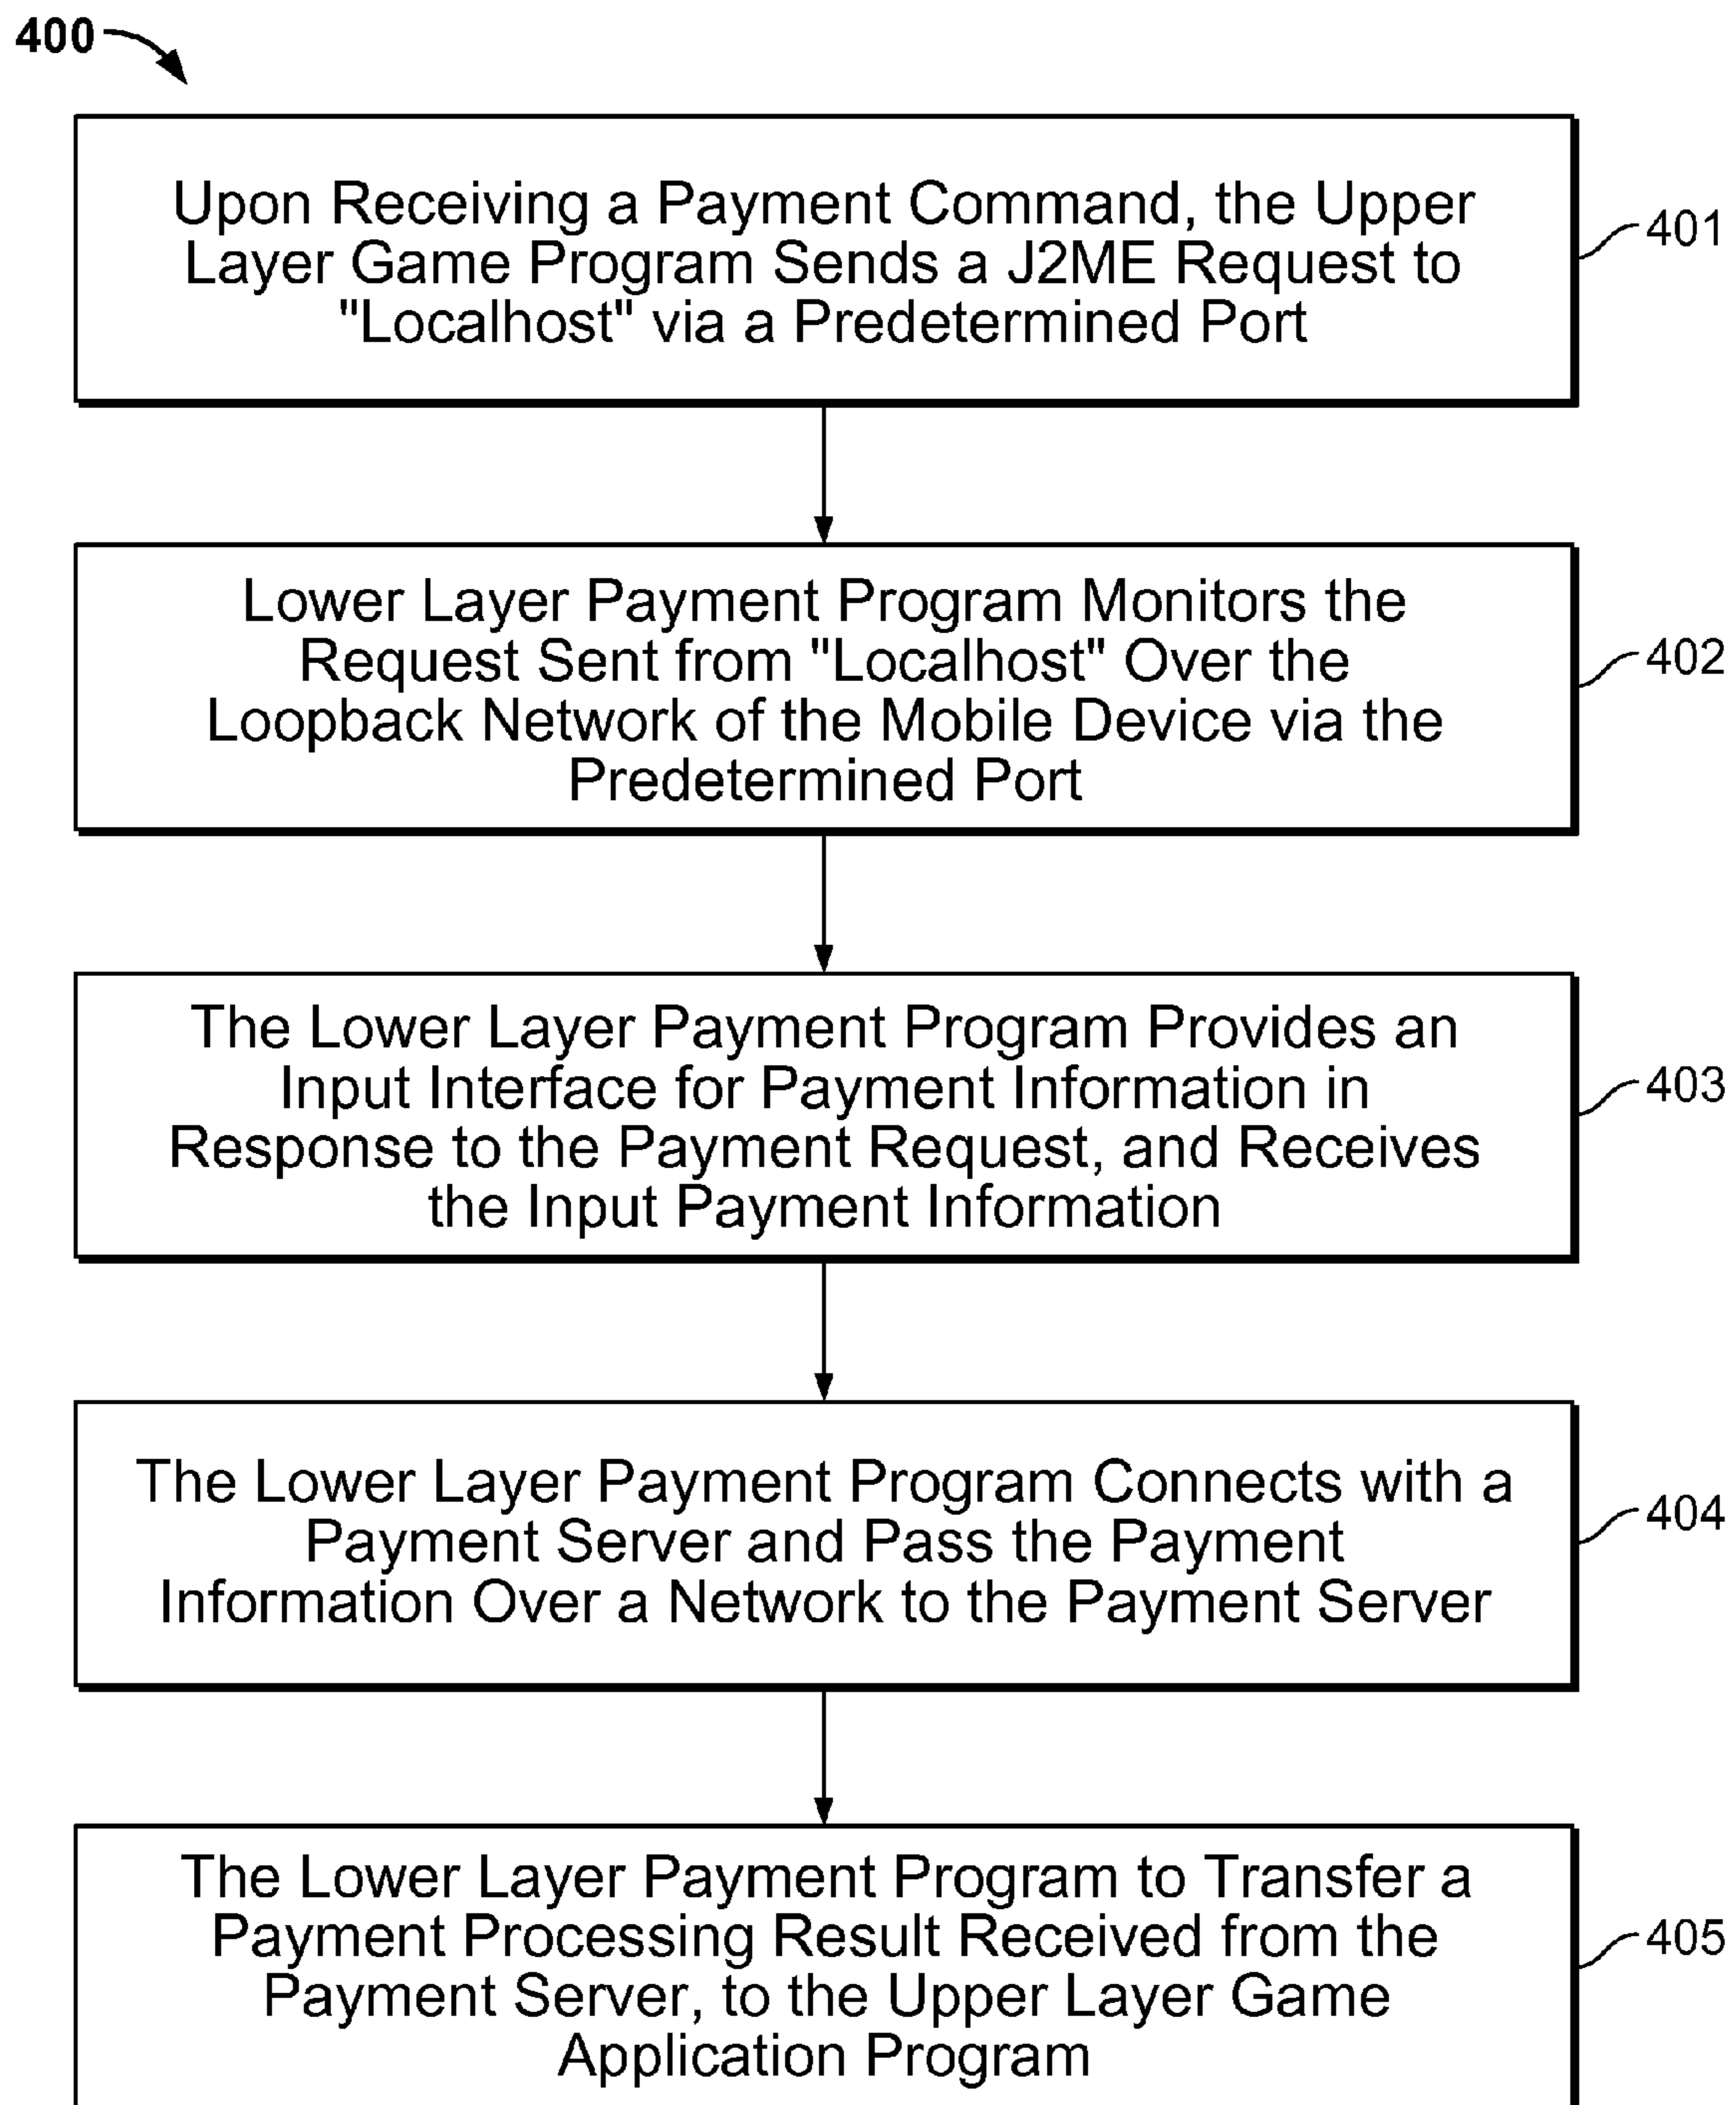 400
Upon Receiving a Payment Command, the Upper
Layer Game Program Sends a J2ME Request to
"Localhost" via a Predetermined Port
401
Lower Layer Payment Program Monitors the
Request Sent from "Localhost" Over the
Loopback Network of the Mobile Device via the
Predetermined Port
402
The Lower Layer Payment Program Provides an
Input Interface for Payment Information in
Response to the Payment Request, and Receives
the Input Payment Information
403
The Lower Layer Payment Program Connects with a
Payment Server and Pass the Payment
Information Over a Network to the Payment Server
404
The Lower Layer Payment Program to Transfer a
Payment Processing Result Received from the
Payment Server, to the Upper Layer Game
Application Program
405